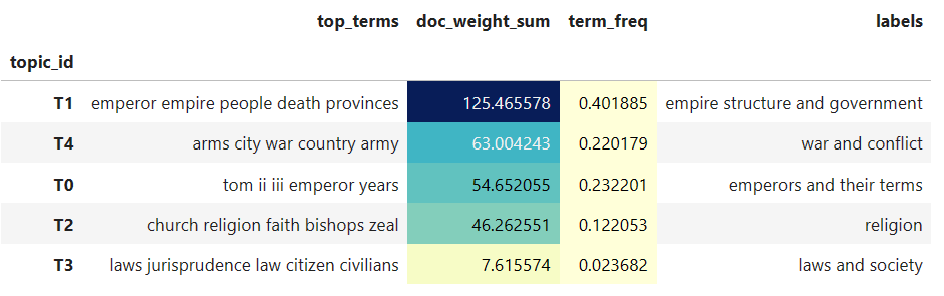 top_terms doc_weight_sum term_freq labels
topic_id
T1 emperor empire people death provinces 125.465578 0.401885 empire structure and government
T4 arms city war country army 63.004243 0.220179 war and conflict
T0 tom ii iii emperor years 54.652055 0.232201 emperors and their terms
T2 church religion faith bishops zeal 46.262551 0.122053 religion
T3 laws jurisprudence law citizen civilians 7.615574 0.023682 laws and society